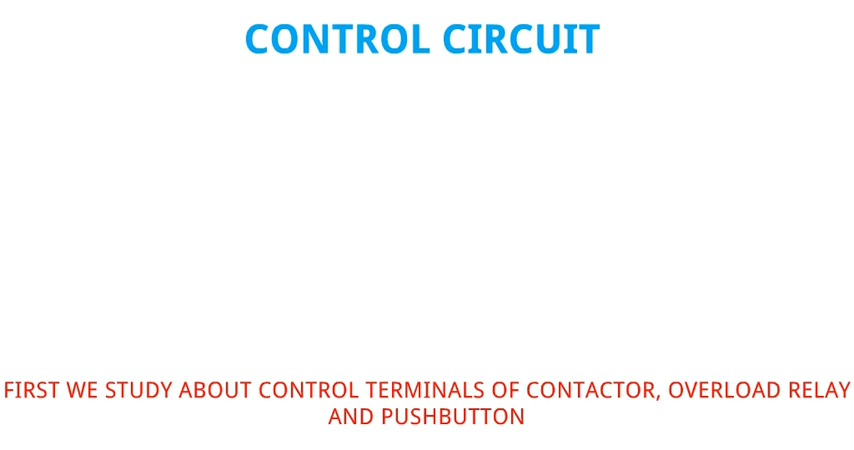 CONTROL CIRCUIT
FIRST WE STUDY ABOUT CONTROL TERMINALS OF CONTACTOR, OVERLOAD RELAY
AND PUSHBUTTON